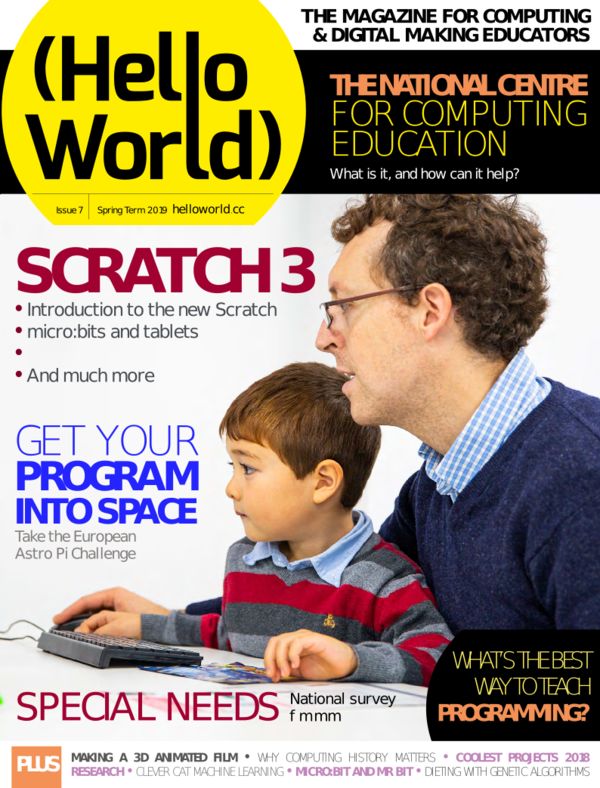 THE MAGAZINE FOR COMPUTING
& DIGITAL MAKING EDUCATORS
(Hello
World)
Issue 7 Spring Term 2019 helloworld.cc
THE NATIONAL CENTRE
FOR COMPUTING
EDUCATION
What is it, and how can it help?
SCRATCH 3
• Introduction to the new Scratch
• micro:bits and tablets
•
• And much more
GET YOUR
PROGRAM
INTO SPACE
Take the European
Astro Pi Challenge
SPECIAL NEEDS
National survey
f mmm
WHAT'S THE BEST
WAY TO TEACH
PROGRAMMING?
PLUS
MAKING A 3D ANIMATED FILM • WHY COMPUTING HISTORY MATTERS • COOLEST PROJECTS 2018
RESEARCH • CLEVER CAT MACHINE LEARNING • MICRO:BIT AND MR BIT • DIETING WITH GENETIC ALGORITHMS